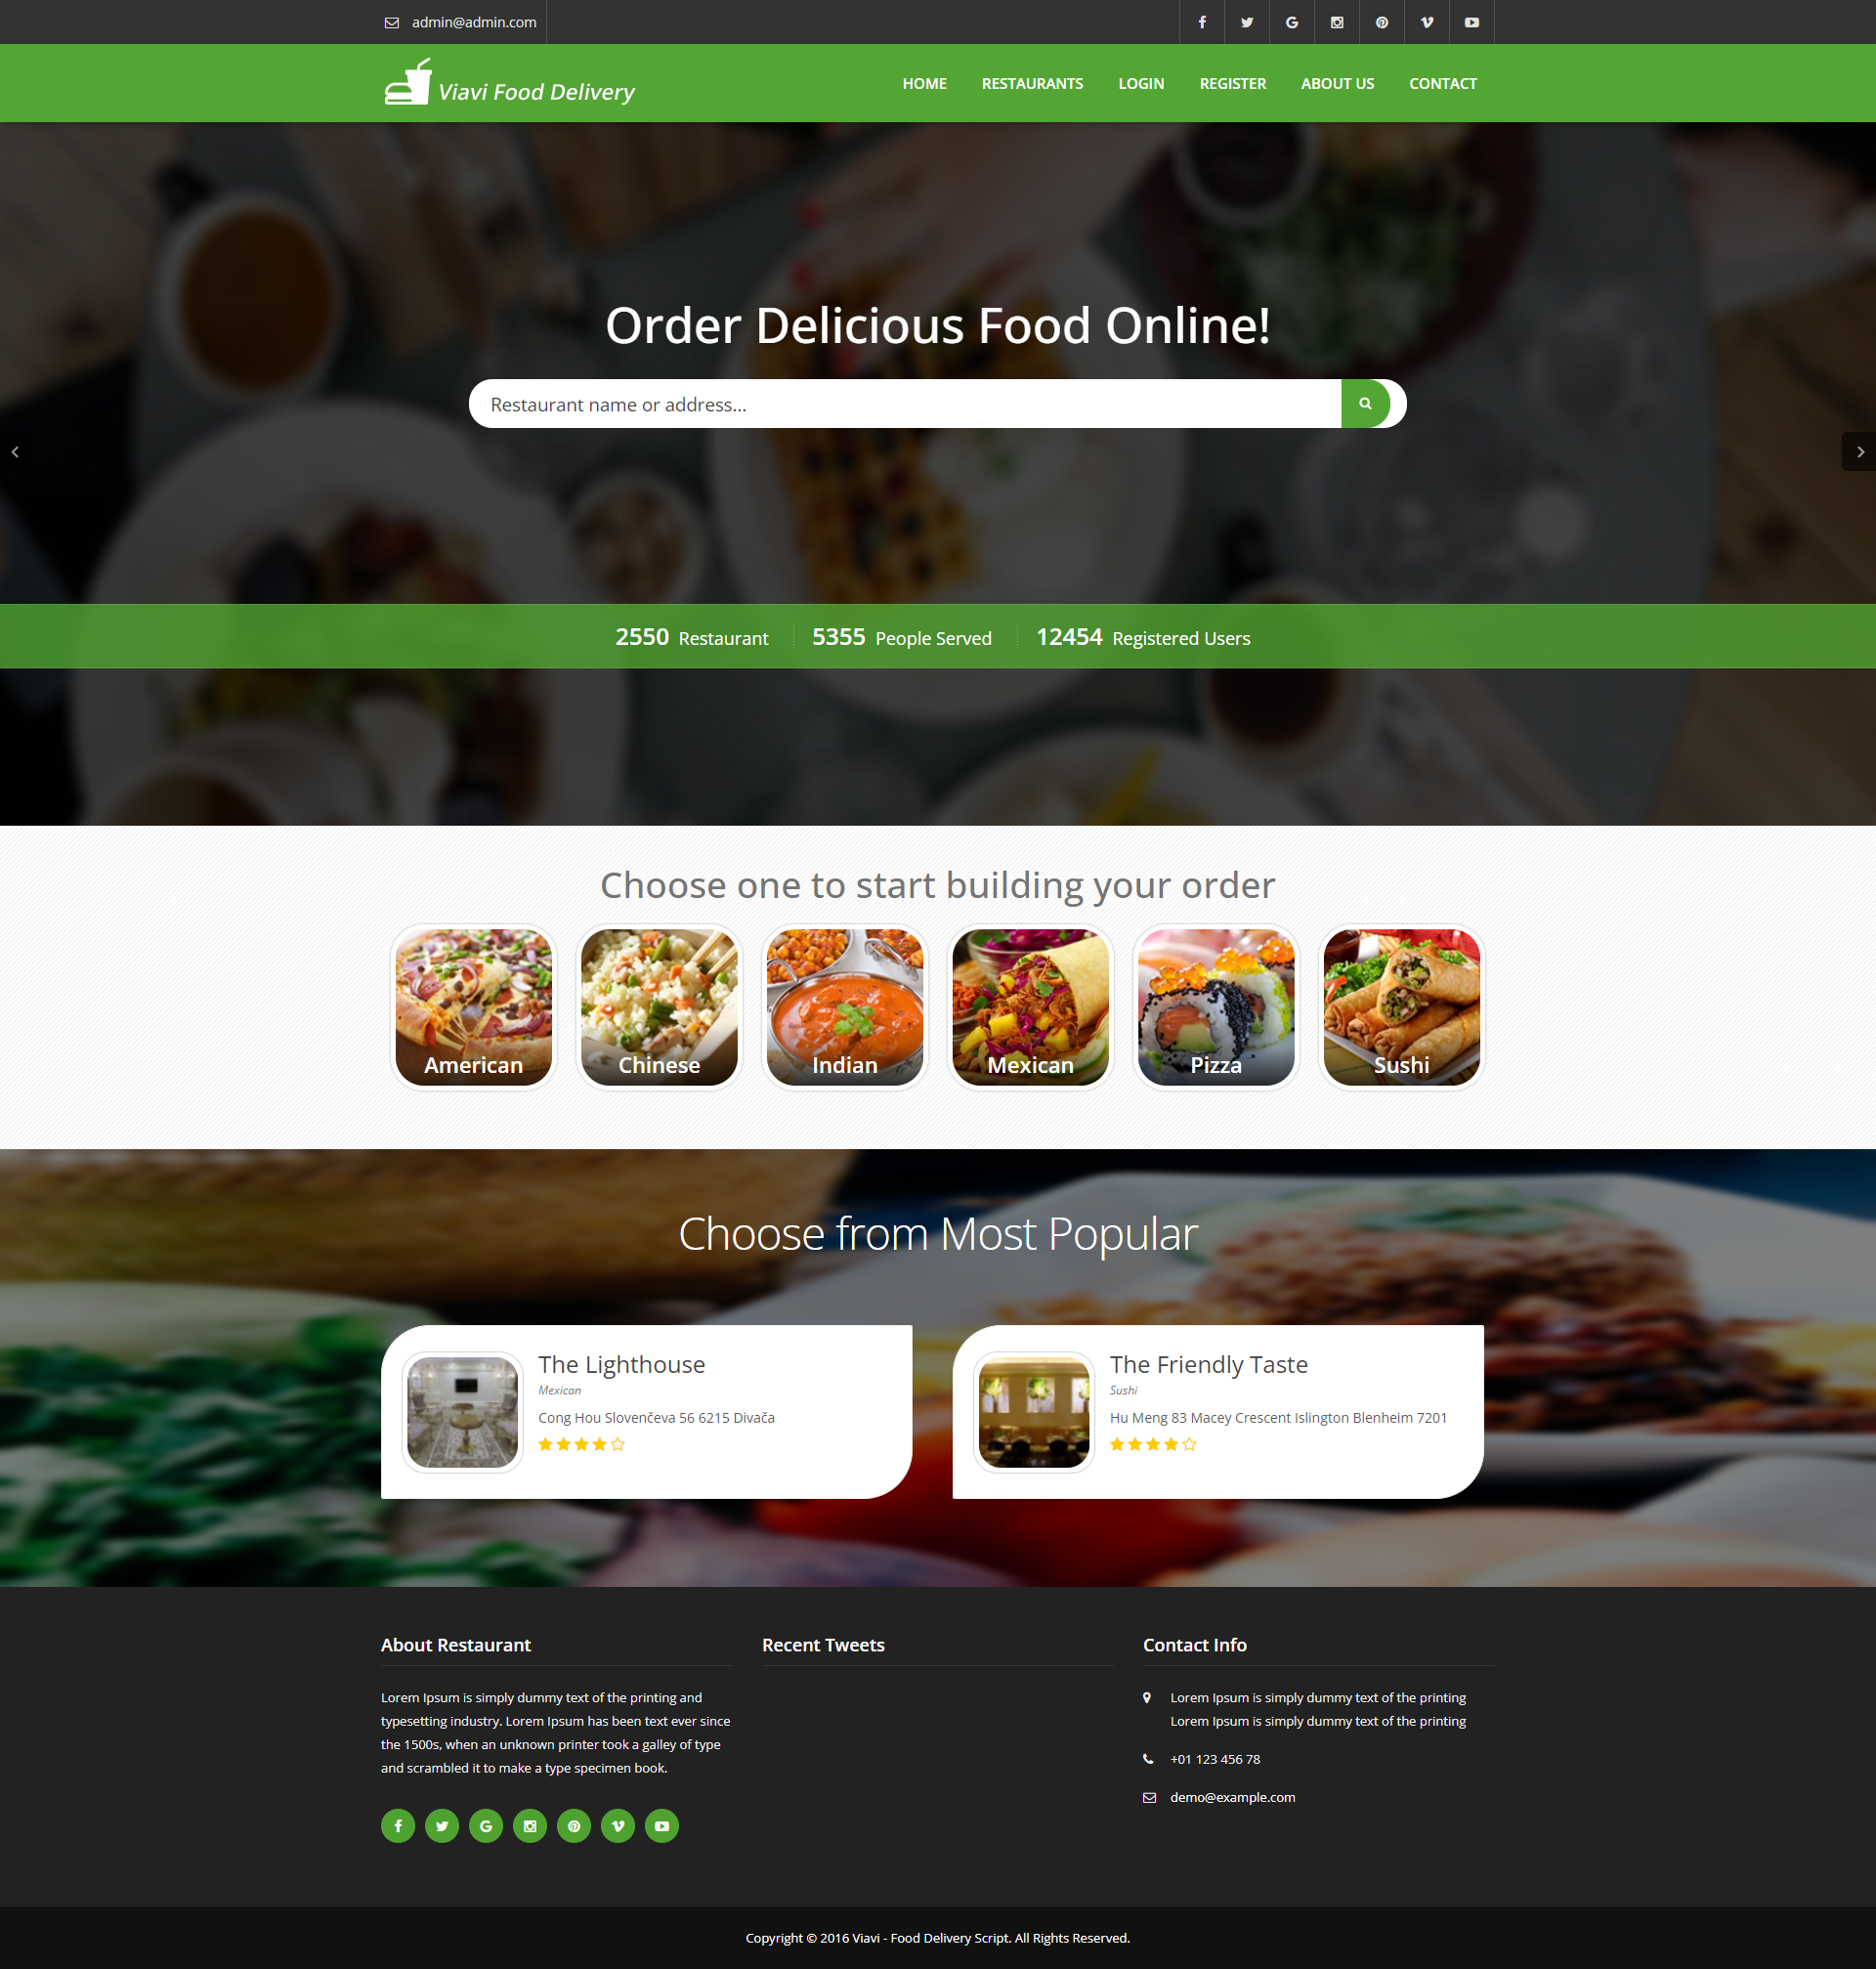 admin@admin.com
Viavi Food Delivery
HOME RESTAURANTS LOGIN REGISTER ABOUT US CONTACT
Order Delicious Food Online!
Restaurant name or address...
2550 Restaurant 5355 People Served 12454 Registered Users
Choose one to start building your order
American Chinese Indian Mexican Pizza Sushi
Choose from Most Popular
The Lighthouse
Mexican
Cong Hou Slovenčeva 56 6215 Divača
The Friendly Taste
Sushi
Hu Meng 83 Macey Crescent Islington Blenheim 7201
About Restaurant
Lorem Ipsum is simply dummy text of the printing and
typesetting industry. Lorem Ipsum has been text ever since
the 1500s, when an unknown printer took a galley of type
and scrambled it to make a type specimen book.
Recent Tweets
Contact Info
Lorem Ipsum is simply dummy text of the printing
Lorem Ipsum is simply dummy text of the printing
+01 123 456 78
demo@example.com
Copyright © 2016 Viavi - Food Delivery Script. All Rights Reserved.